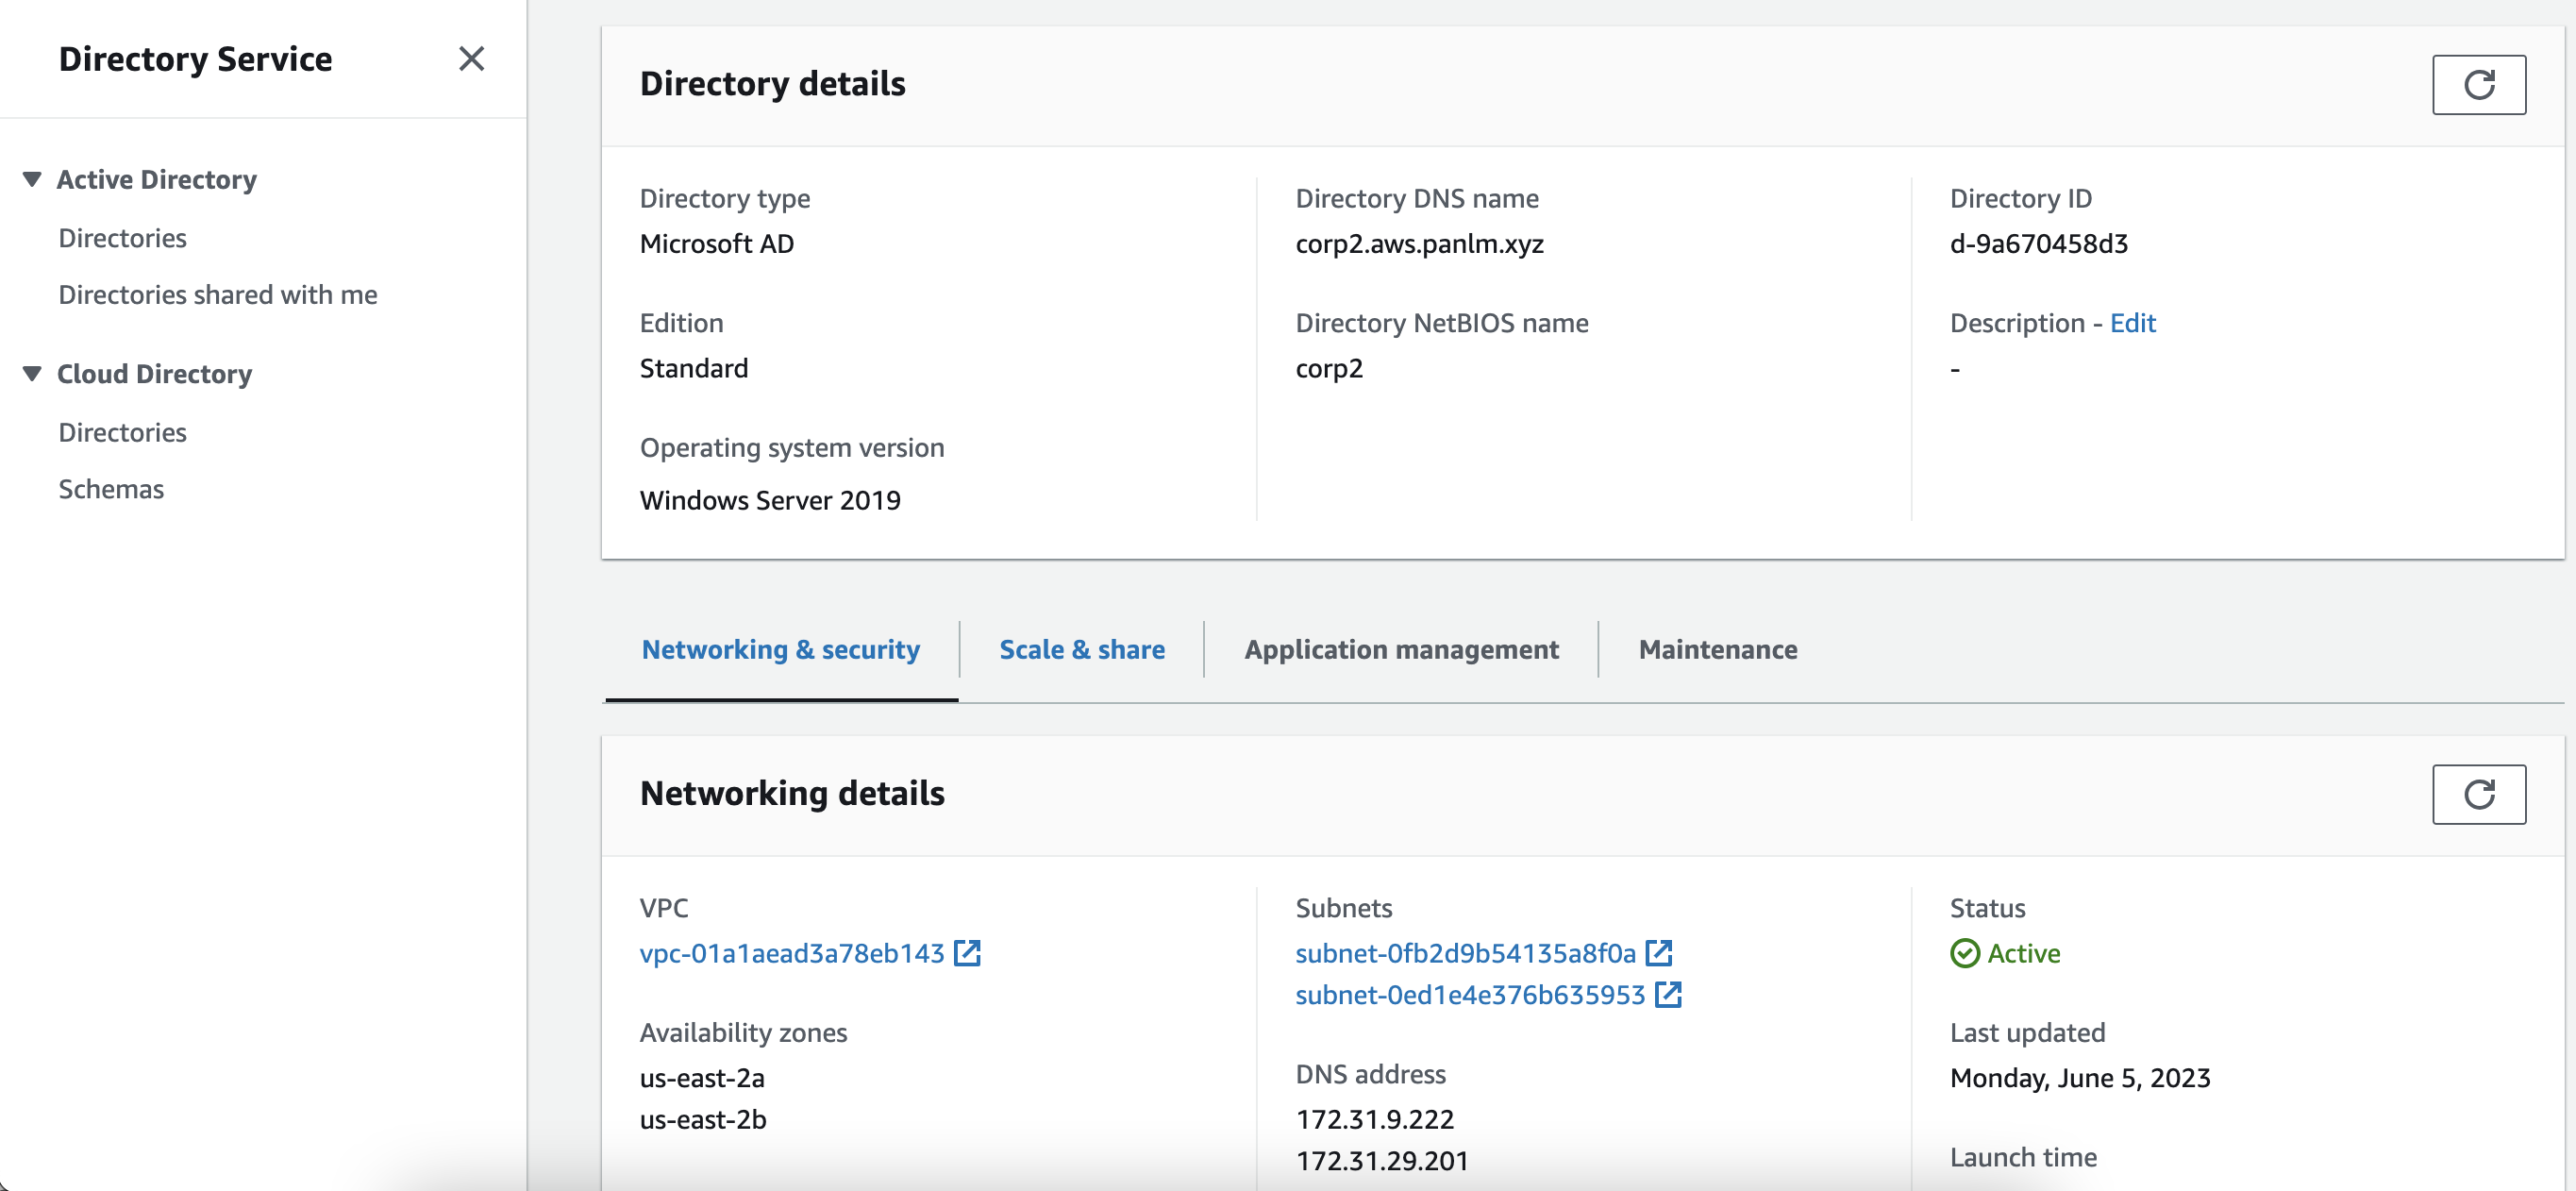 Directory Service
Active Directory
Directories
Directories shared with me
Cloud Directory
Directories
Schemas
Directory details
Directory type
Microsoft AD
Edition
Standard
Operating system version
Windows Server 2019
Directory DNS name
corp2.aws.panlm.xyz
Directory NetBIOS name
corp2
Directory ID
d-9a670458d3
Description - Edit
-
Networking & security
Scale & share
Application management
Maintenance
Networking details
VPC
vpc-01a1aead3a78eb143
Availability zones
us-east-2a
us-east-2b
Subnets
subnet-0fb2d9b54135a8f0a
subnet-0ed1e4e376b635953
DNS address
172.31.9.222
172.31.29.201
Status
Active
Last updated
Monday, June 5, 2023
Launch time